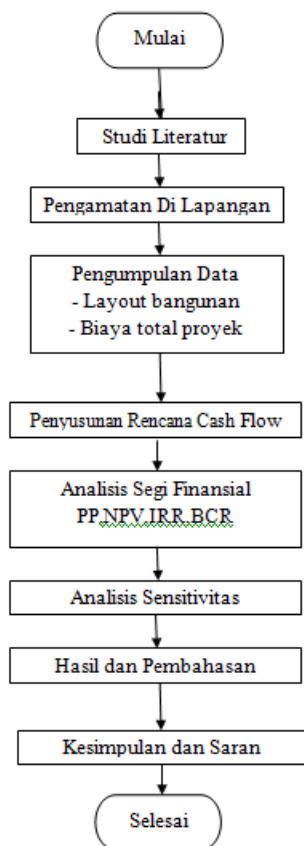 Mulai
Studi Literatur
Pengamatan Di Lapangan
Pengumpulan Data
- Layout bangunan
- Biaya total proyek
Penyusunan Rencana Cash Flow
Analisis Segi Finansial
PP,NPV,IRR,BCR
Analisis Sensitivitas
Hasil dan Pembahasan
Kesimpulan dan Saran
Selesai